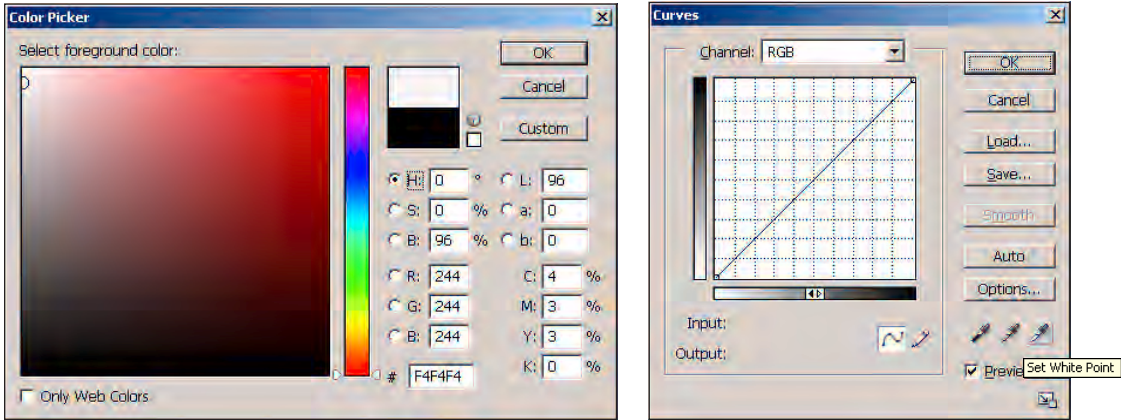 Color Picker
Select foreground color:
OK
Cancel
Custom
H: 0 °
S: 0 %
B: 96 %
R: 244
G: 244
B: 244
# F4F4F4
L: 96
a: 0
b: 0
C: 4 %
M: 3 %
Y: 3 %
K: 0 %
Only Web Colors
Curves
Channel: RGB
OK
Cancel
Load...
Save...
Smooth
Auto
Options...
Input:
Output:
Previe
Set White Point